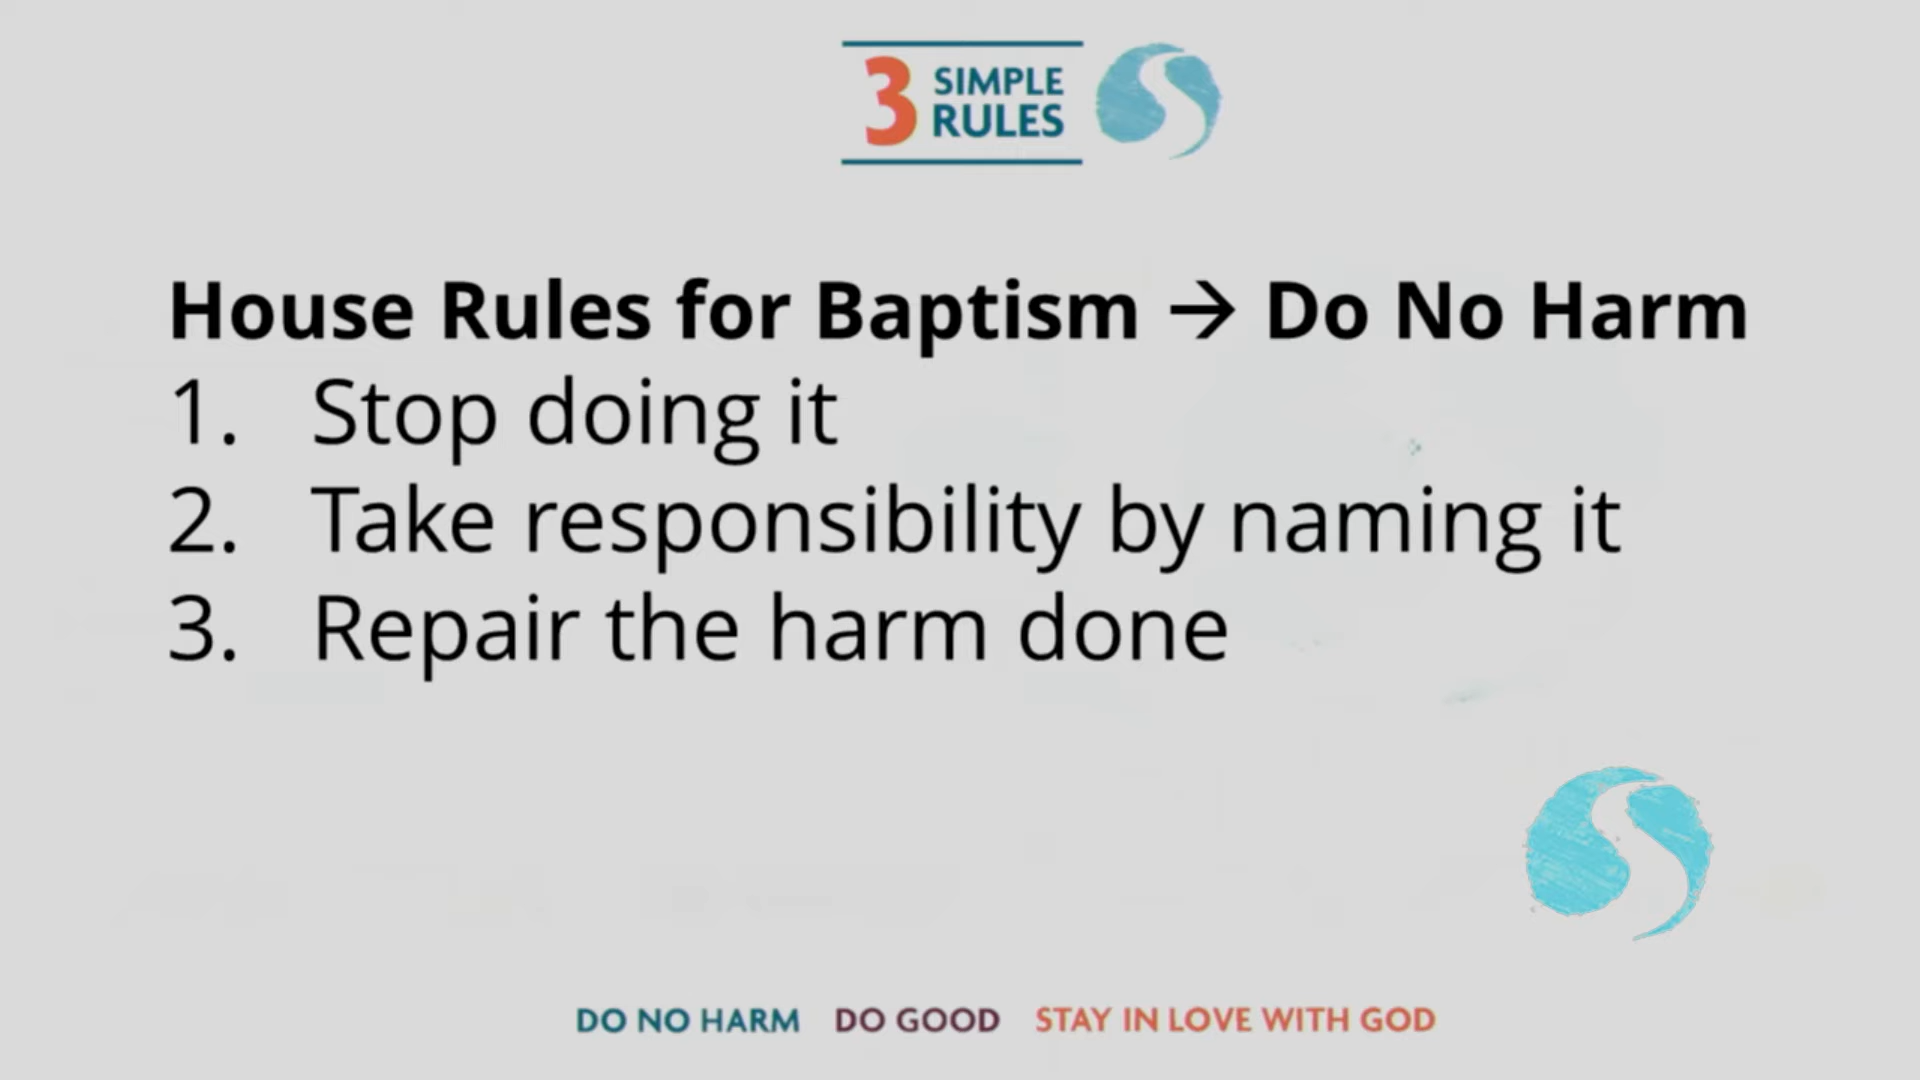 3 SIMPLE
RULES
House Rules for Baptism → Do No Harm
1. Stop doing it
2. Take responsibility by naming it
3. Repair the harm done
DO NO HARM DO GOOD STAY IN LOVE WITH GOD